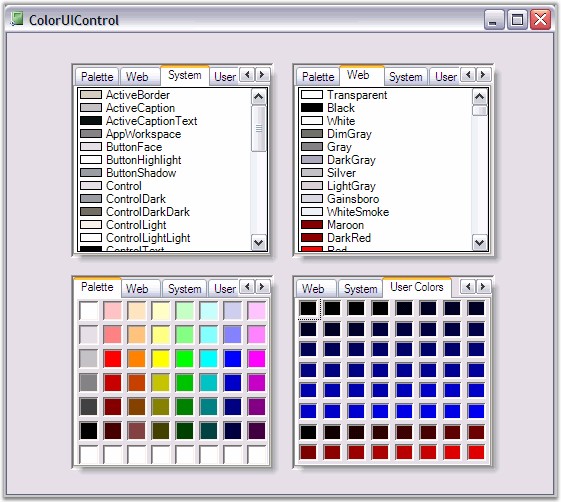 ColorUIControl
Palette Web System User
ActiveBorder
ActiveCaption
ActiveCaptionText
AppWorkspace
ButtonFace
ButtonHighlight
ButtonShadow
Control
ControlDark
ControlDarkDark
ControlLight
ControlLightLight
ControlText
Palette Web System User
Transparent
Black
White
DimGray
Gray
DarkGray
Silver
LightGray
Gainsboro
WhiteSmoke
Maroon
DarkRed
Red
Palette Web System User
Web System User Colors